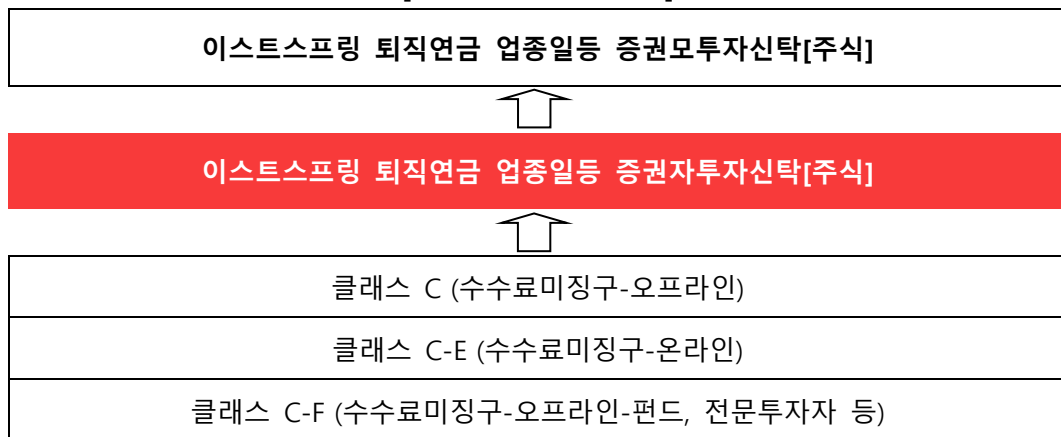 이스트스프링 퇴직연금 업종일등 증권모투자신탁[주식]
이스트스프링 퇴직연금 업종일등 증권자투자신탁[주식]
클래스 C (수수료미징구-오프라인)
클래스 C-E (수수료미징구-온라인)
클래스 C-F (수수료미징구-오프라인-펀드, 전문투자자 등)